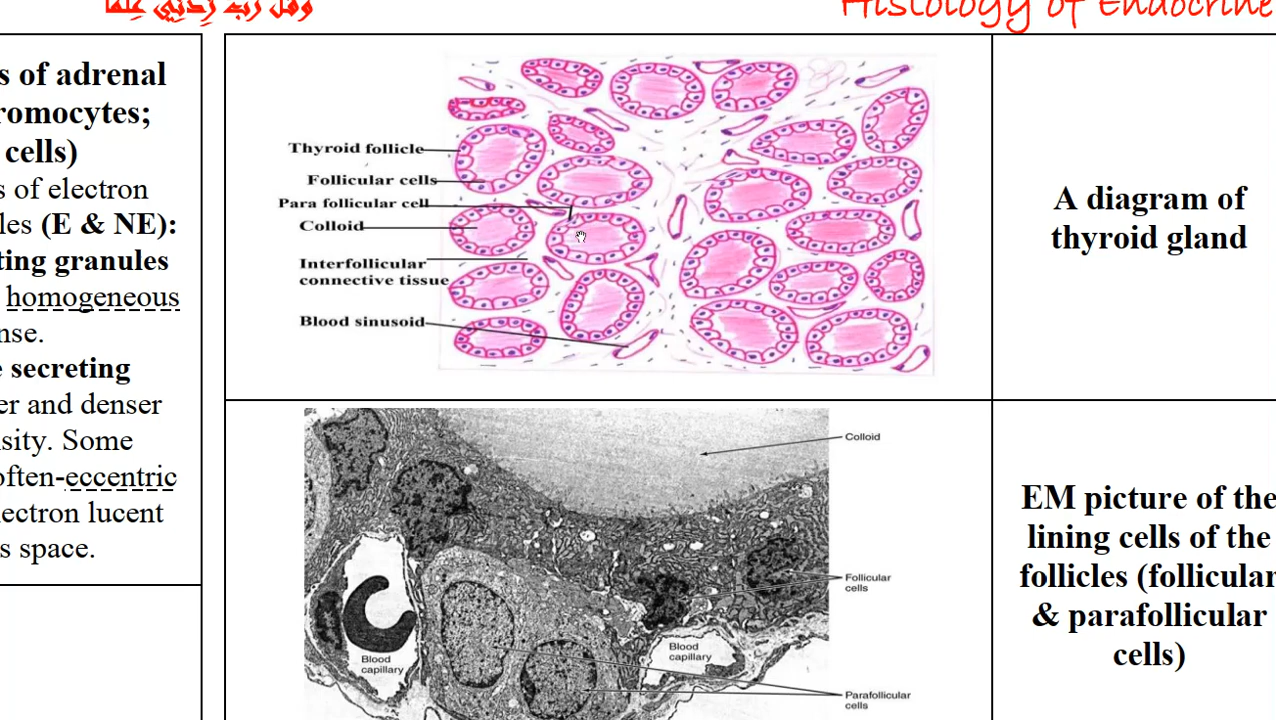 وقل رب زدني علما
Histology of Endocrine
s of adrenal
romocytes;
cells)
s of electron
les (E & NE):
ting granules
homogeneous
nse.
e secreting
er and denser
sity. Some
often-eccentric
lectron lucent
s space.
Thyroid follicle
Follicular cells
Para follicular cell
Colloid
Interfollicular
connective tissue
Blood sinusoid
A diagram of
thyroid gland
Colloid
Follicular
cells
Blood
capillary
Blood
capillary
Parafollicular
cells
EM picture of the
lining cells of the
follicles (follicular
& parafollicular
cells)